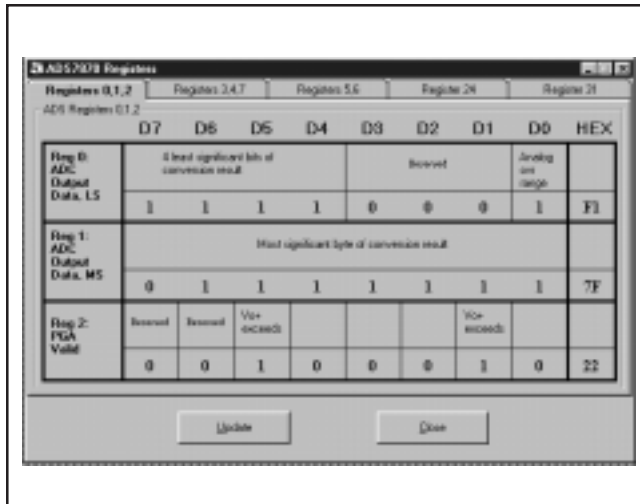 ADS7870 Registers
Registers 0,1,2 Registers 3,4,7 Registers 5,6 Register 24 Register 31
ADS Registers 0,1,2
D7 D6 D5 D4 D3 D2 D1 D0 HEX
Reg 0:
ADC
Output
Data, LS
4 least significant bits of
conversion result
Reserved
Analog
range
1 1 1 1 0 0 0 1 F1
Reg 1:
ADC
Output
Data, MS
Most significant byte of conversion result
0 1 1 1 1 1 1 1 7F
Reg 2:
PGA
Valid
Reserved Reserved
exceeds
exceeds
0 0 1 0 0 0 1 0 22
Update Close